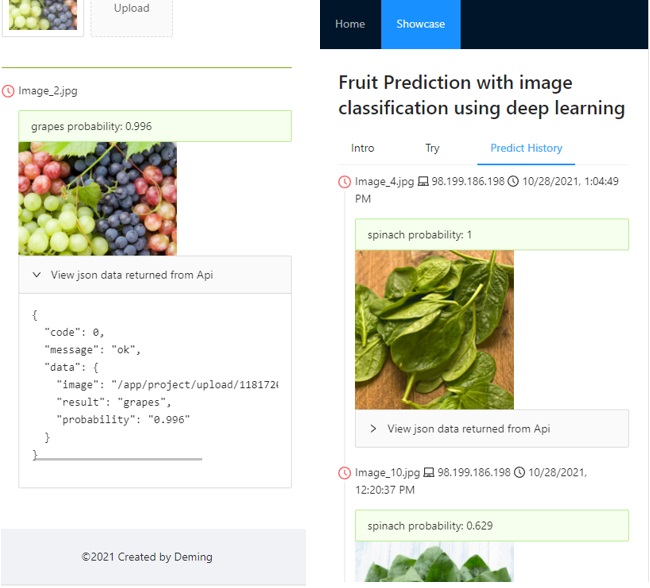 Upload
Image_2.jpg
grapes probability: 0.996
View json data returned from Api
{
"code": 0,
"message": "ok",
"data": {
"image": "/app/project/upload/118172
"result": "grapes",
"probability": "0.996"
}
}
©2021 Created by Deming
Home Showcase
Fruit Prediction with image
classification using deep learning
Intro Try Predict History
Image_4.jpg 98.199.186.198 10/28/2021, 1:04:49
PM
spinach probability: 1
View json data returned from Api
Image_10.jpg 98.199.186.198 10/28/2021,
12:20:37 PM
spinach probability: 0.629